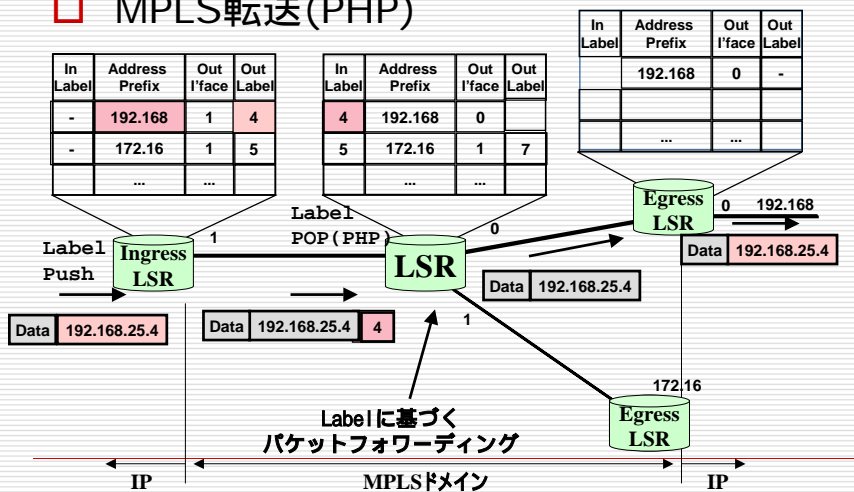 MPLS転送(PHP)
In Label Address Prefix Out I'face Out Label
- 192.168 1 4
- 172.16 1 5
... ...
In Label Address Prefix Out I'face Out Label
4 192.168 0
5 172.16 1 7
... ...
In Label Address Prefix Out I'face Out Label
192.168 0 -
... ...
Label Push
Ingress LSR
1
Label POP(PHP)
LSR
0
1
Egress LSR
0 192.168
Data 192.168.25.4
Data 192.168.25.4 4
Data 192.168.25.4
Data 192.168.25.4
Labelに基づく
パケットフォワーディング
172.16
Egress LSR
IP
MPLSドメイン
IP